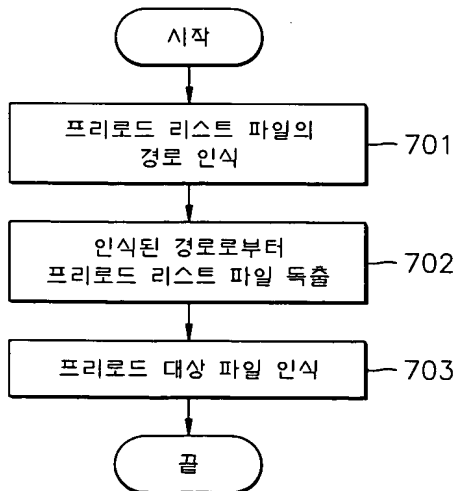 시작
프리로드 리스트 파일의
경로 인식
701
인식된 경로로부터
프리로드 리스트 파일 독출
702
프리로드 대상 파일 인식
703
끝